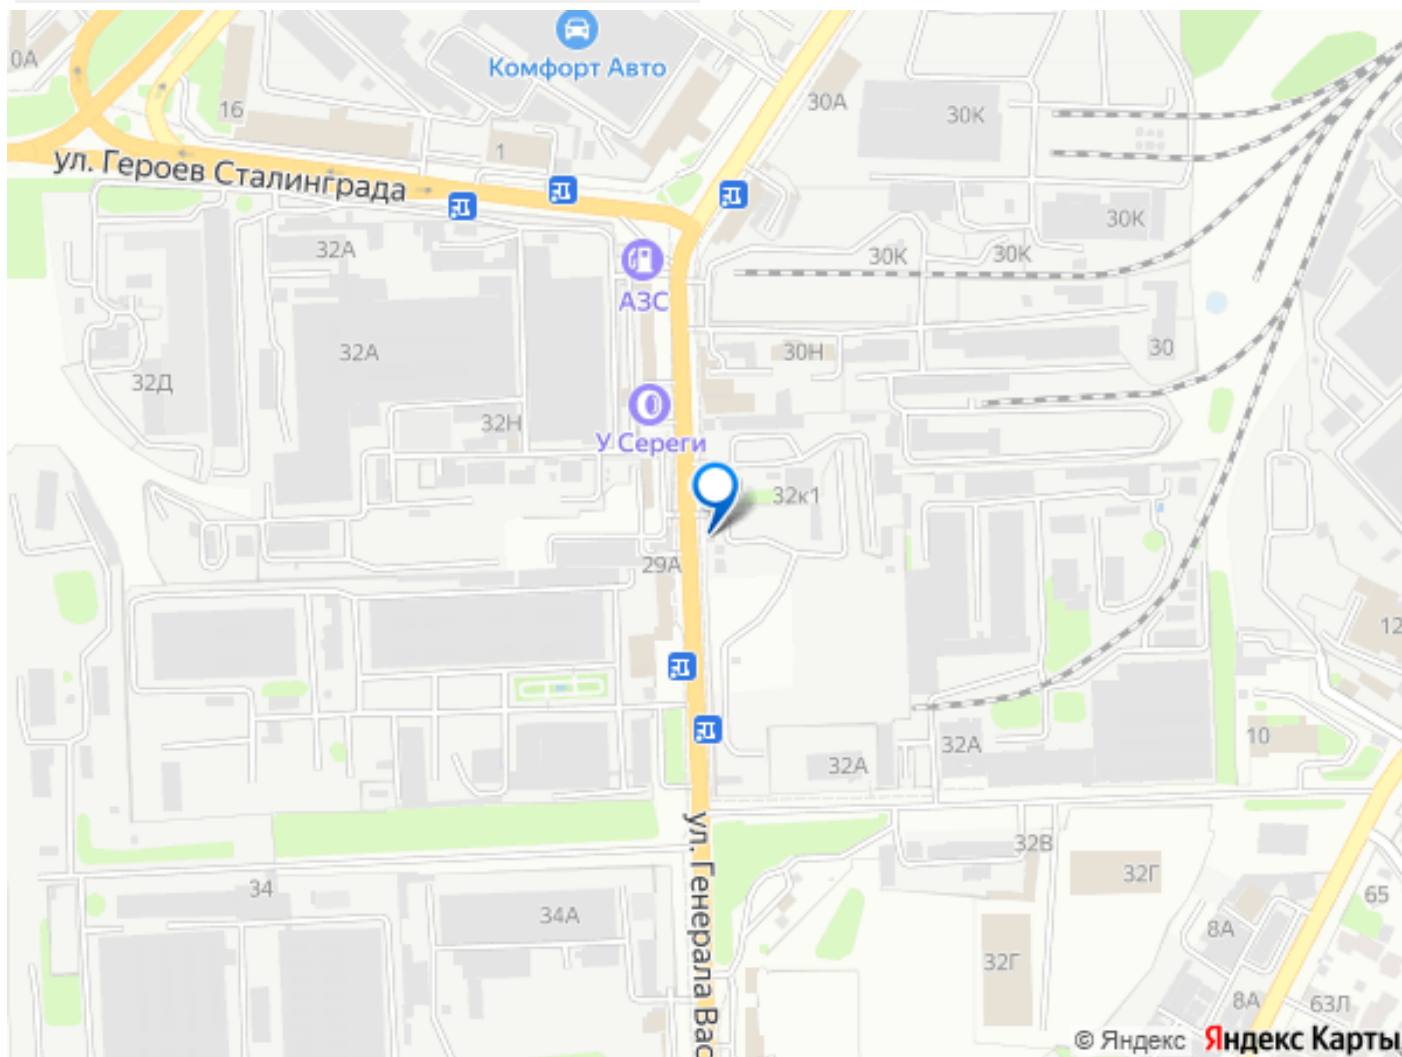 Комфорт Авто
0А
16
1
30А
30К
ул. Героев Сталинграда
30К
32А
30К
30К
АЗС
32А
30Н
30
32Д
32Н
У Сереги
32к1
29А
12
32А
10
32А
ул. Генерала Вас
32В
32Г
34
34А
65
8А
32Г
8А
63Л
© Яндекс Яндекс Карты